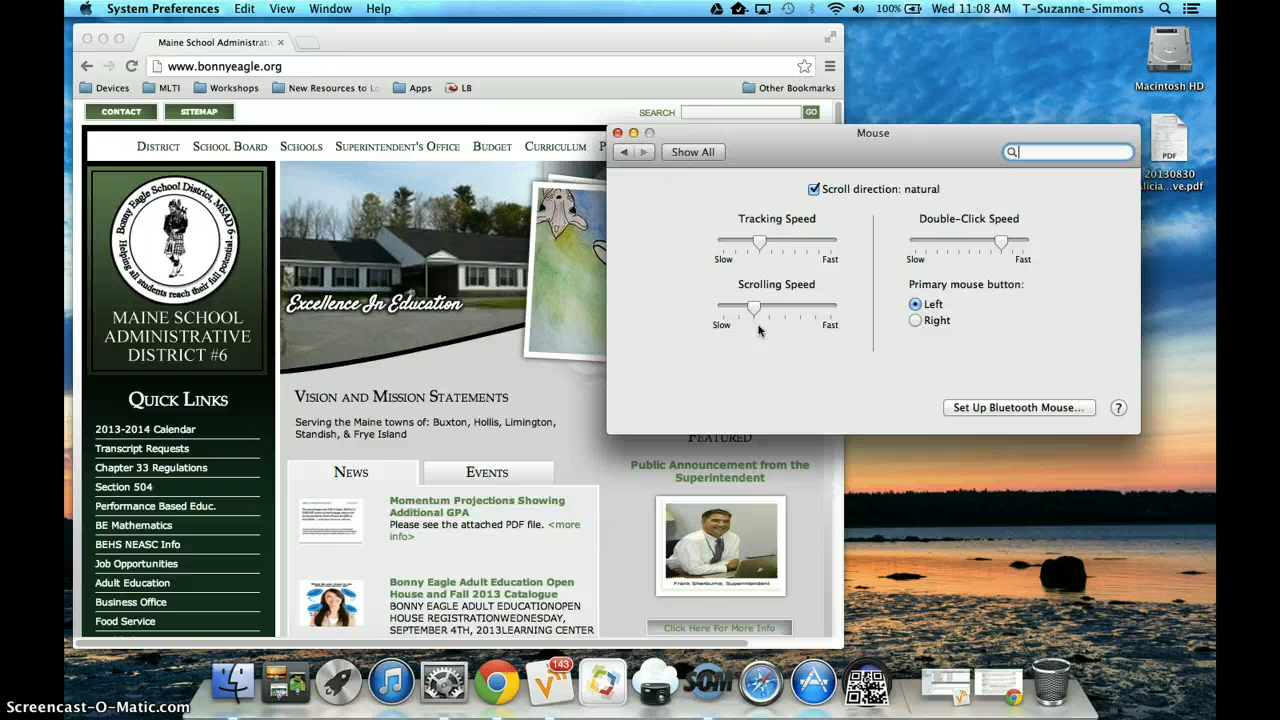 System Preferences Edit View Window Help 100% Wed 11:08 AM T-Suzanne-Simmons
Maine School Administrati
www.bonnyeagle.org
Devices MLTI Workshops New Resources to Lo Apps LB Other Bookmarks
CONTACT SITEMAP SEARCH GO
DISTRICT SCHOOL BOARD SCHOOLS SUPERINTENDENT'S OFFICE BUDGET CURRICULUM P
BONNY EAGLE SCHOOL DISTRICT, MSAD 6
Helping all students reach their full potential.
MAINE SCHOOL
ADMINISTRATIVE
DISTRICT #6
Excellence In Education
QUICK LINKS
2013-2014 Calendar
Transcript Requests
Chapter 33 Regulations
Section 504
Performance Based Educ.
BE Mathematics
BEHS NEASC Info
Job Opportunities
Adult Education
Business Office
Food Service
VISION AND MISSION STATEMENTS
Serving the Maine towns of: Buxton, Hollis, Limington,
Standish, & Frye Island
NEWS EVENTS
Momentum Projections Showing
Additional GPA
Please see the attached PDF file. <more
info>
Bonny Eagle Adult Education Open
House and Fall 2013 Catalogue
BONNY EAGLE ADULT EDUCATIONOPEN
HOUSE REGISTRATIONWEDNESDAY,
SEPTEMBER 4TH, 2013LEARNING CENTER
FEATURED
Public Announcement from the
Superintendent
Frank Sherburne, Superintendent
Click Here For More Info
Mouse
Show All
Scroll direction: natural
Tracking Speed
Slow Fast
Scrolling Speed
Slow Fast
Double-Click Speed
Slow Fast
Primary mouse button:
Left
Right
Set Up Bluetooth Mouse... ?
Macintosh HD
PDF
20130830
licia...ve.pdf
143
SOM
Screencast-O-Matic.com